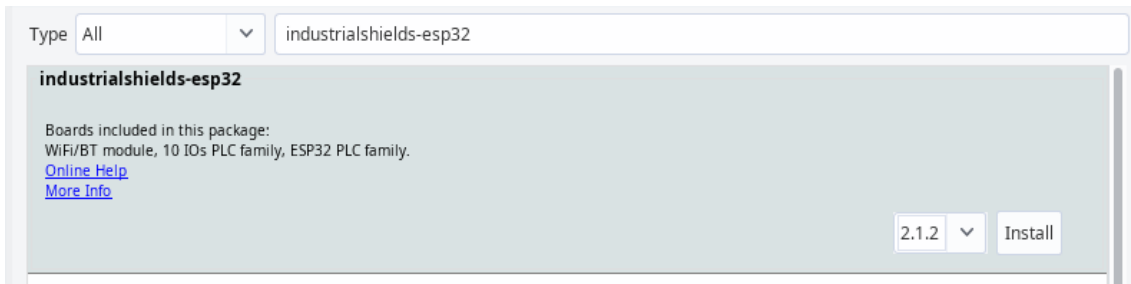 Type All industrialshields-esp32
industrialshields-esp32
Boards included in this package:
WiFi/BT module, 10 IOs PLC family, ESP32 PLC family.
Online Help
More Info
2.1.2 Install